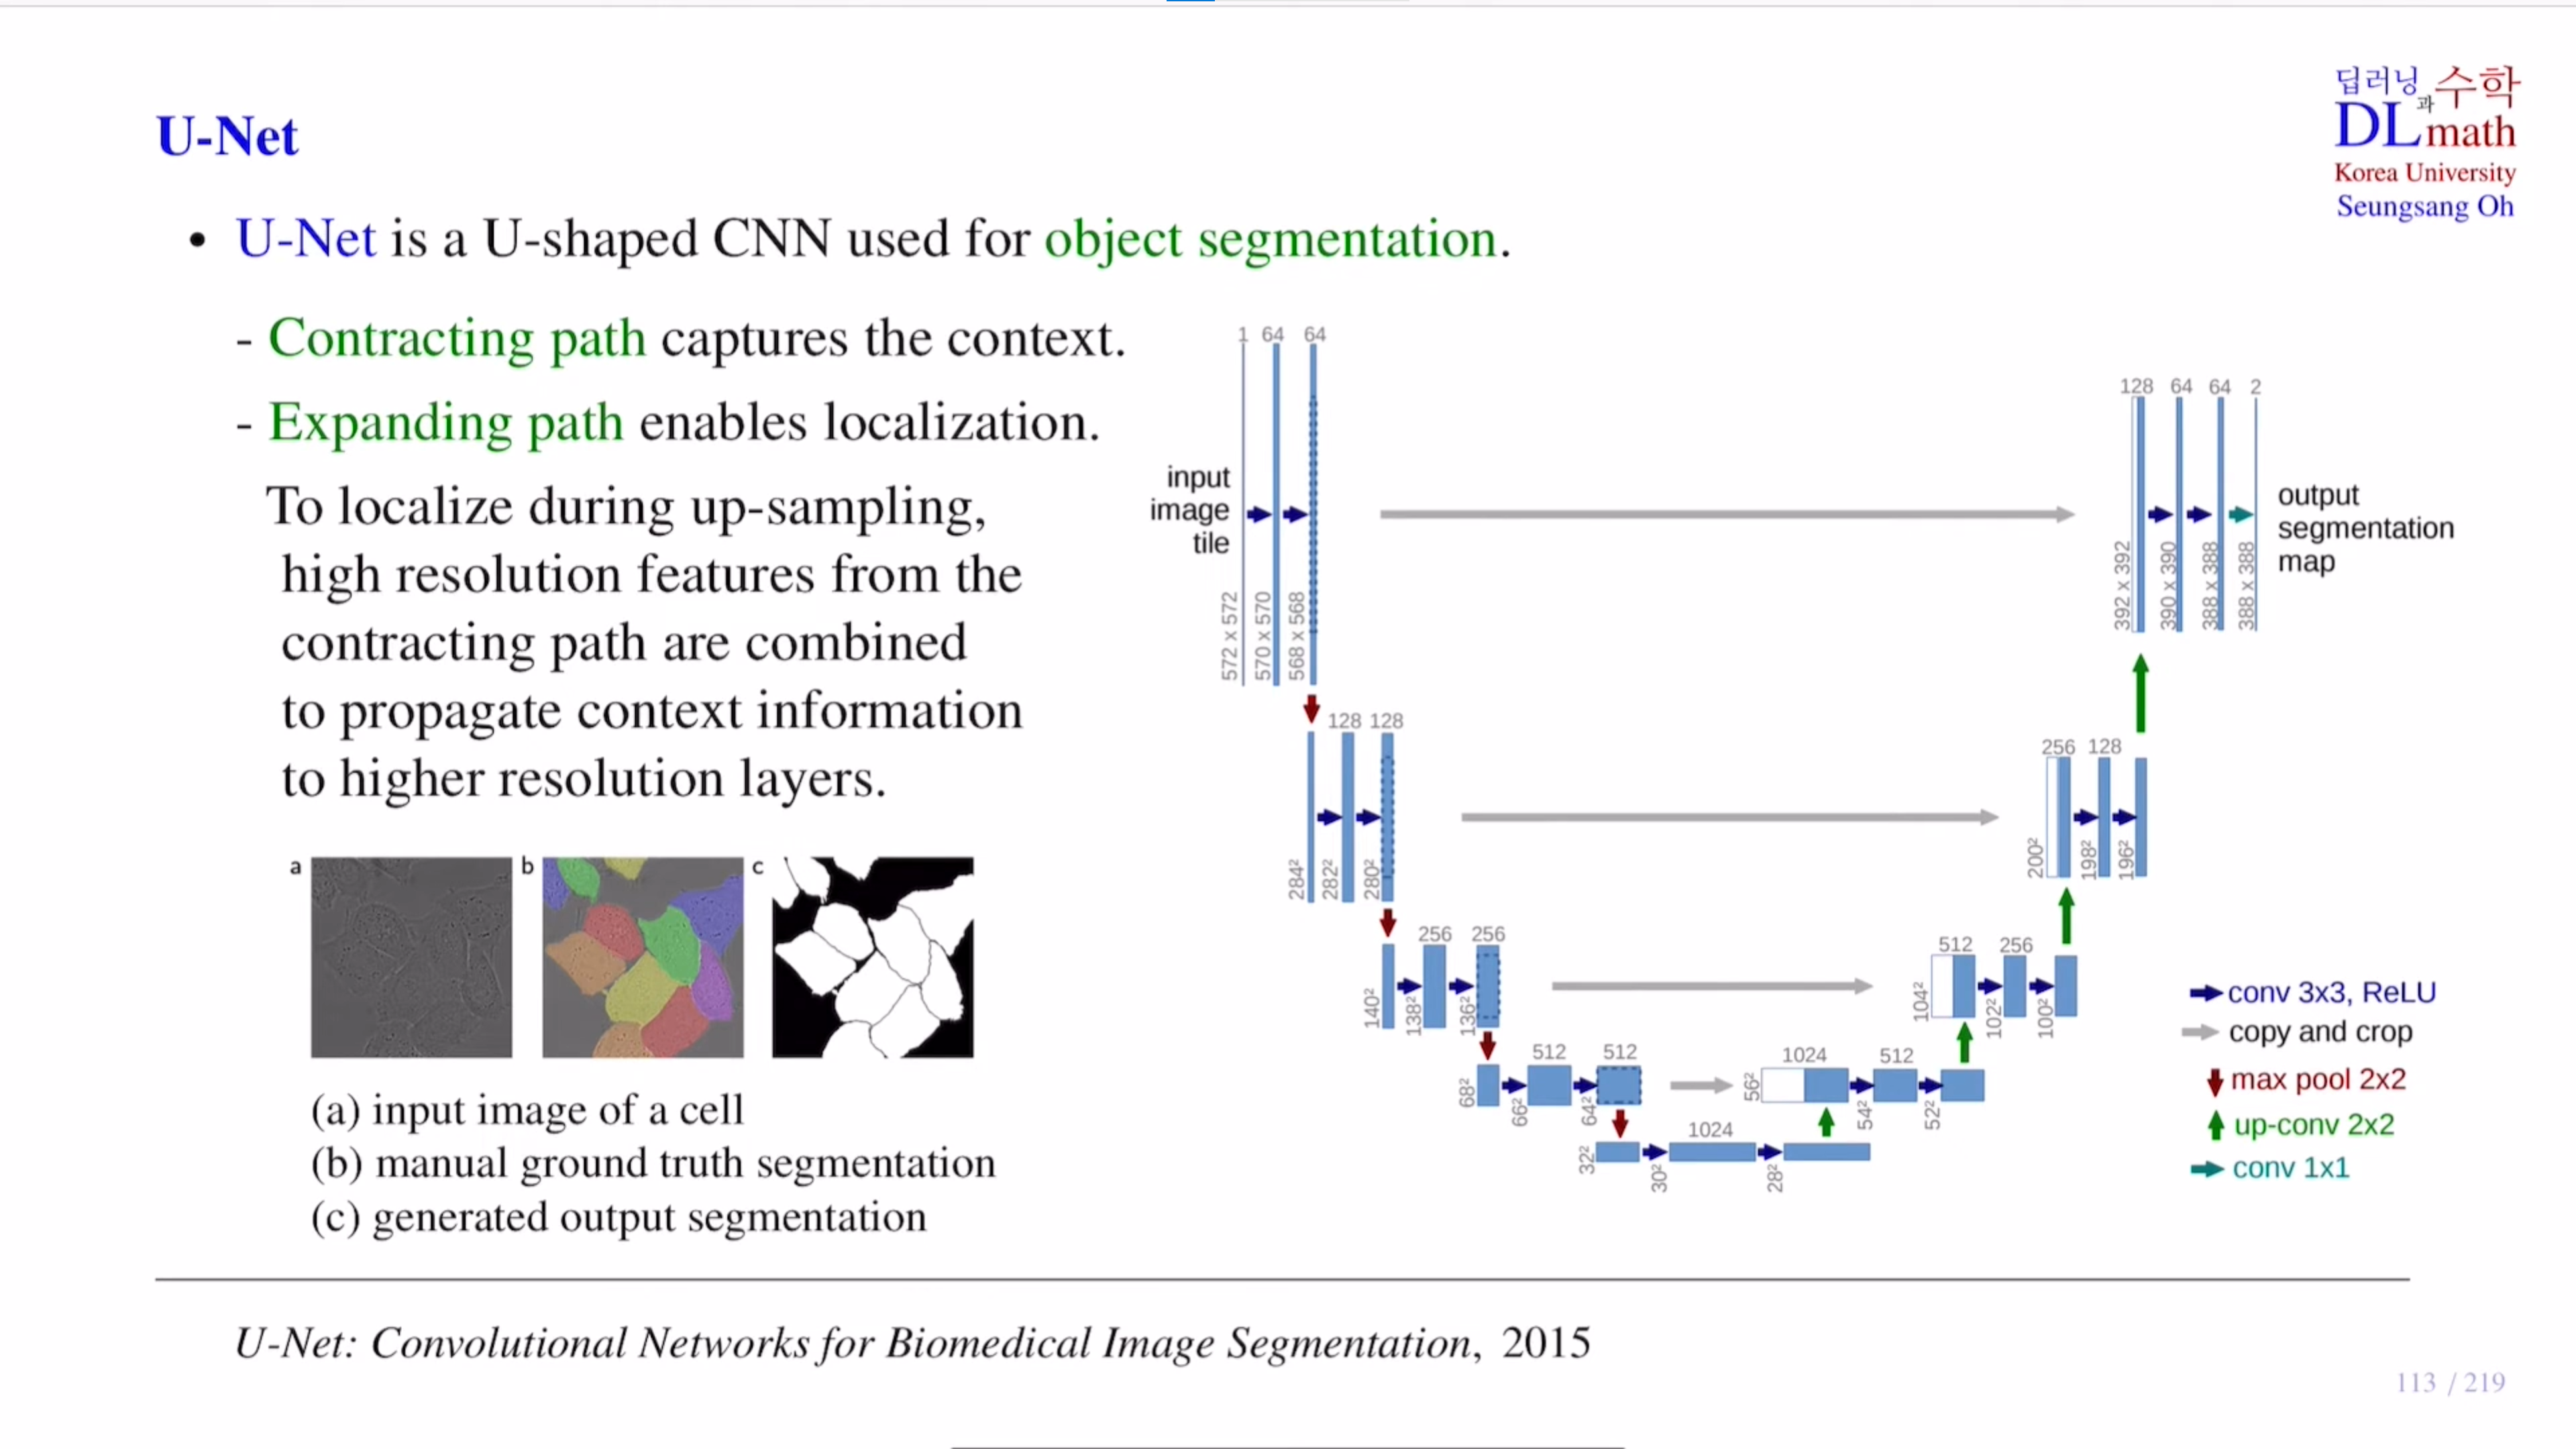 딥러닝과 수학
DL math
Korea University
Seungsang Oh
U-Net
• U-Net is a U-shaped CNN used for object segmentation.
- Contracting path captures the context.
- Expanding path enables localization.
To localize during up-sampling,
high resolution features from the
contracting path are combined
to propagate context information
to higher resolution layers.
a b c
(a) input image of a cell
(b) manual ground truth segmentation
(c) generated output segmentation
1 64 64
input
image
tile
572 x 572
570 x 570
568 x 568
128 128
284²
282²
280²
256 256
140²
138²
136²
512 512
68²
66²
64²
1024
32²
30²
28²
1024 512
56²
54²
52²
512 256
104²
102²
100²
256 128
200²
198²
196²
128 64 64 2
392 x 392
390 x 390
388 x 388
388 x 388
output
segmentation
map
conv 3x3, ReLU
copy and crop
max pool 2x2
up-conv 2x2
conv 1x1
U-Net: Convolutional Networks for Biomedical Image Segmentation, 2015
113 / 219